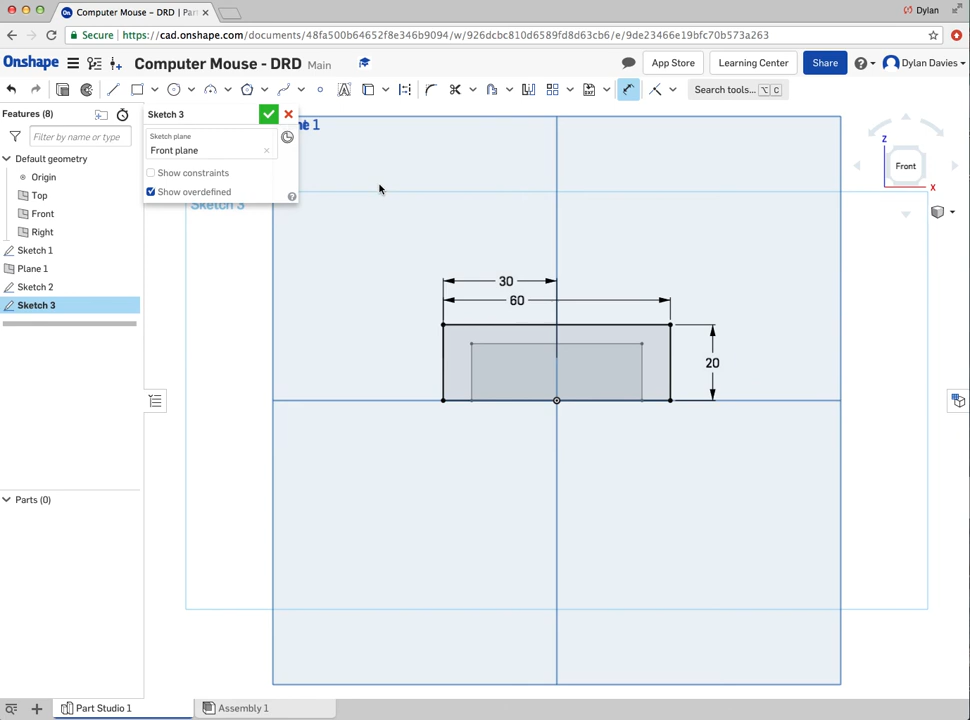 Computer Mouse - DRD | Par
Dylan
Secure | https://cad.onshape.com/documents/48fa500b64652f8e346b9094/w/926dcbc810d6589fd8d63cb6/e/9de23466e19bfc70b573a263
Onshape Computer Mouse - DRD Main App Store Learning Center Share Dylan Davies
Search tools... ⌥ C
Features (8)
Filter by name or type
Default geometry
Origin
Top
Front
Right
Sketch 1
Plane 1
Sketch 2
Sketch 3
Parts (0)
Sketch 3
Sketch plane
Front plane
Show constraints
Show overdefined
1
Sketch 3
Z
Front
X
30
60
20
Part Studio 1
Assembly 1